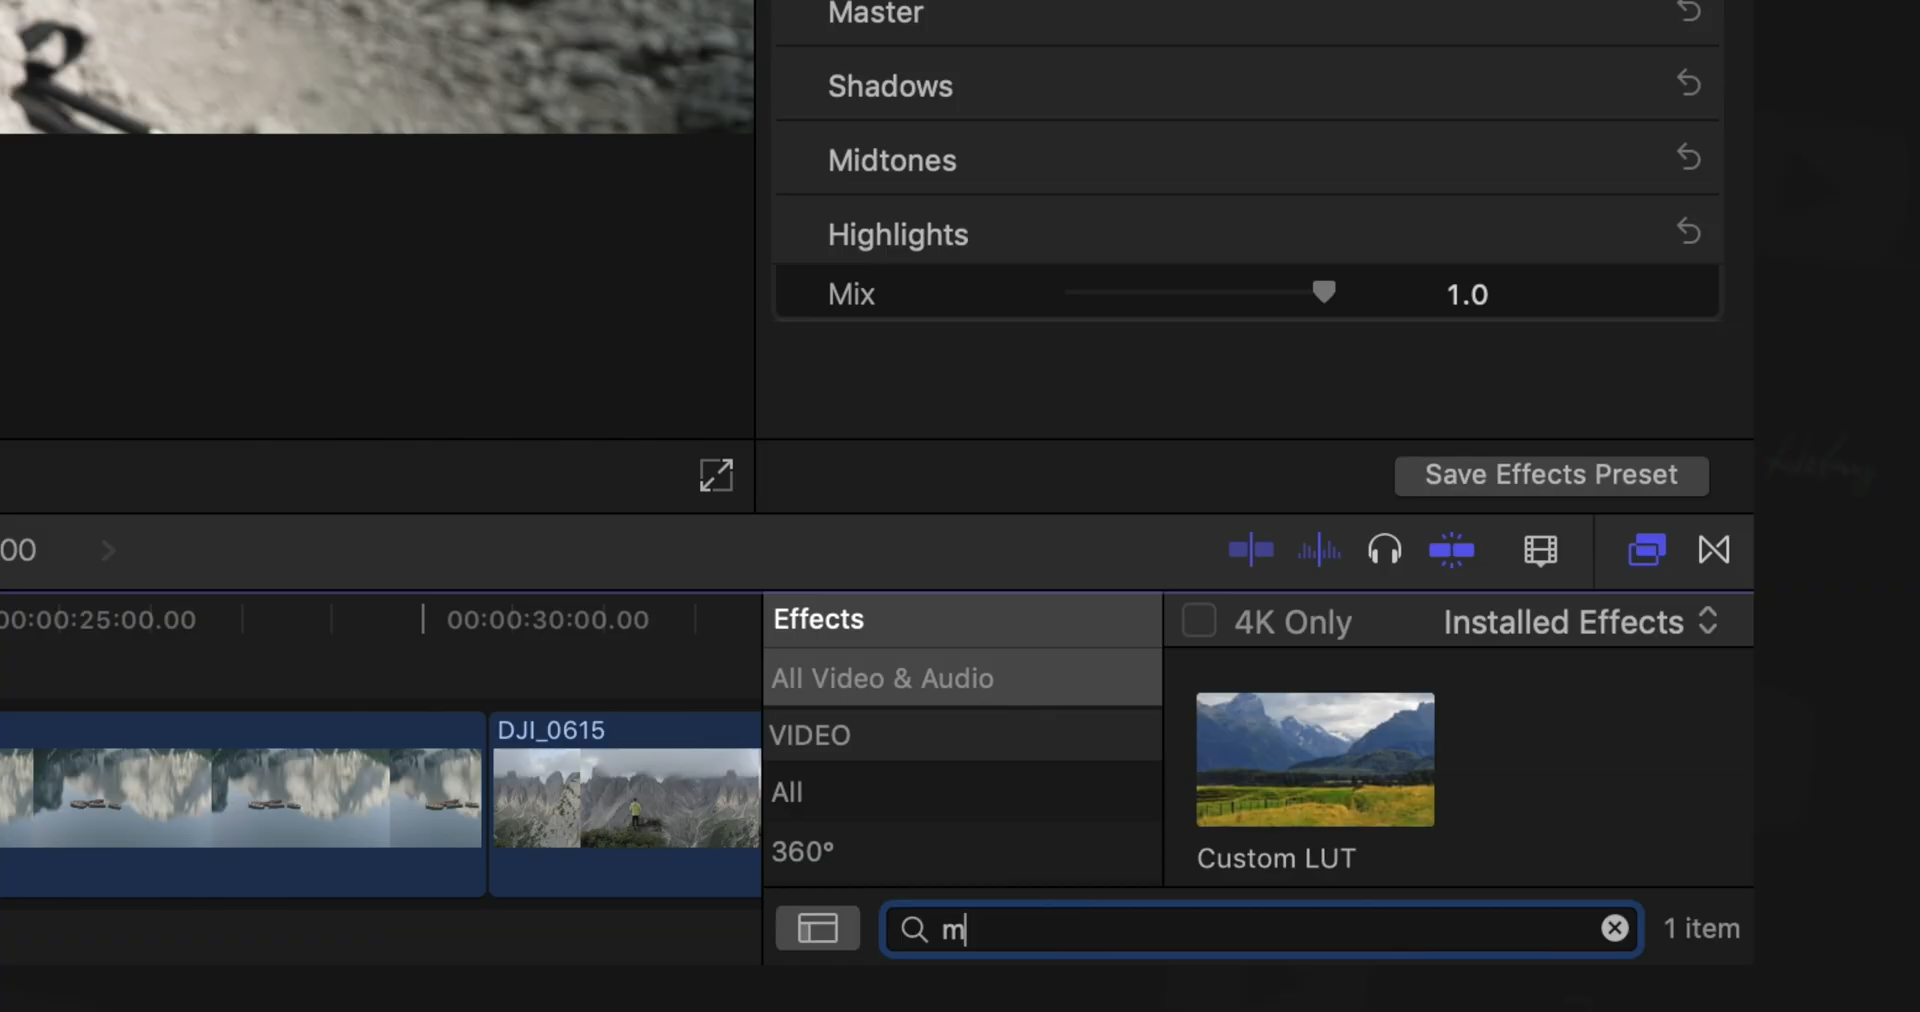 Master
Shadows
Midtones
Highlights
Mix 1.0
Save Effects Preset
00
00:00:25:00.00 00:00:30:00.00
Effects
4K Only
Installed Effects
All Video & Audio
DJI_0615
VIDEO
All
360°
Custom LUT
m
1 item